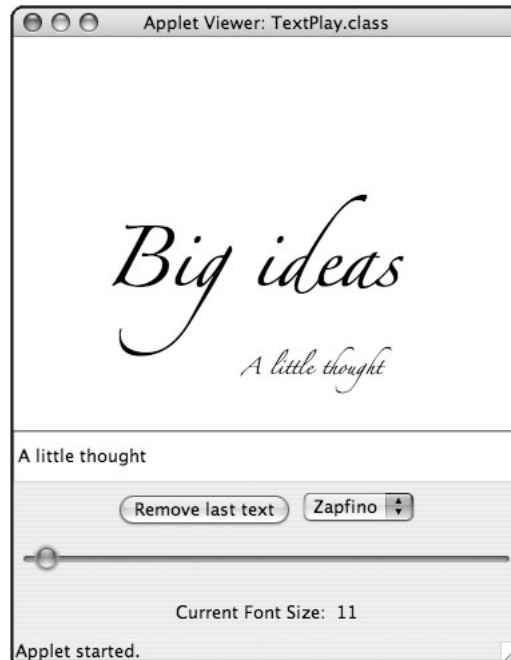 Applet Viewer: TextPlay.class
Big ideas
A little thought
A little thought
Remove last text Zapfino
Current Font Size: 11
Applet started.